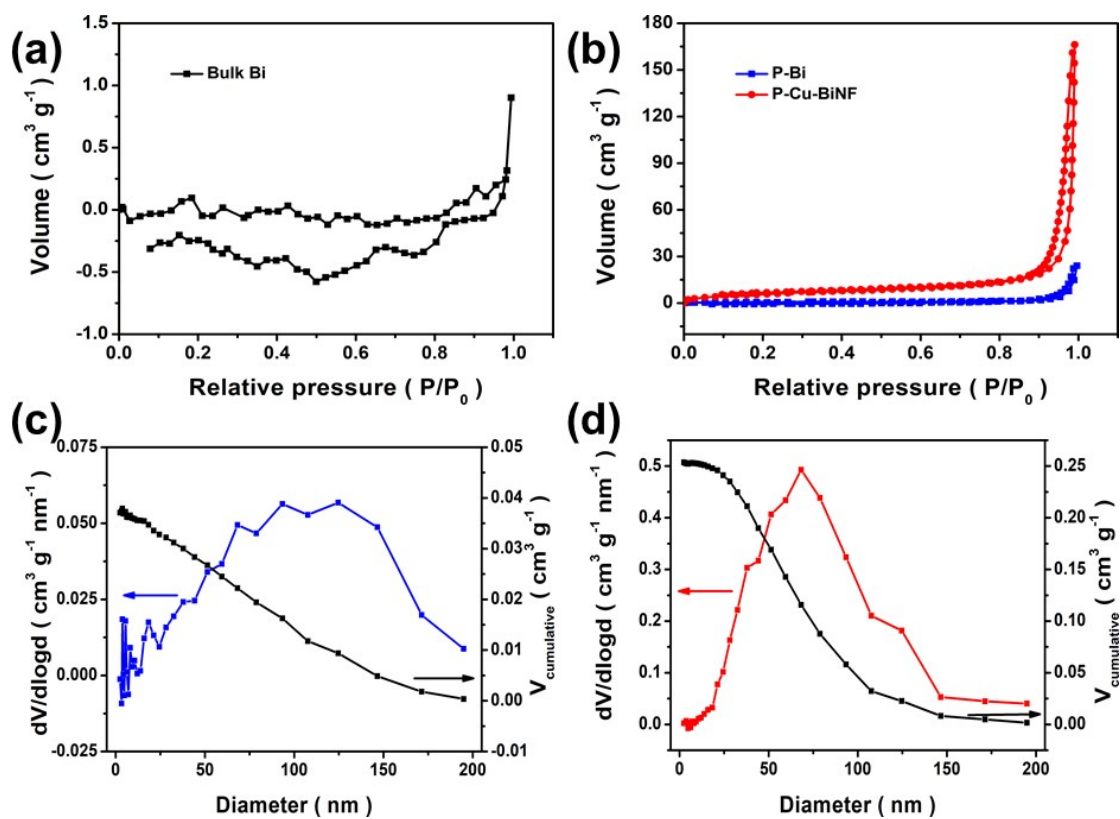 (a)
1.5
1.0
0.5
0.0
-0.5
-1.0
Volume ( cm³ g⁻¹ )
Bulk Bi
0.0 0.2 0.4 0.6 0.8 1.0
Relative pressure ( P/P₀ )
(b)
180
150
120
90
60
30
0
Volume ( cm³ g⁻¹ )
P-Bi
P-Cu-BiNF
0.0 0.2 0.4 0.6 0.8 1.0
Relative pressure ( P/P₀ )
(c)
0.075
0.050
0.025
0.000
-0.025
dV/dlogd ( cm³ g⁻¹ nm⁻¹ )
0.05
0.04
0.03
0.02
0.01
0.00
-0.01
V cumulative ( cm³ g⁻¹ )
0 50 100 150 200
Diameter ( nm )
(d)
0.5
0.4
0.3
0.2
0.1
0.0
dV/dlogd ( cm³ g⁻¹ nm⁻¹ )
0.25
0.20
0.15
0.10
0.05
0.00
V cumulative ( cm³ g⁻¹ )
0 50 100 150 200
Diameter ( nm )